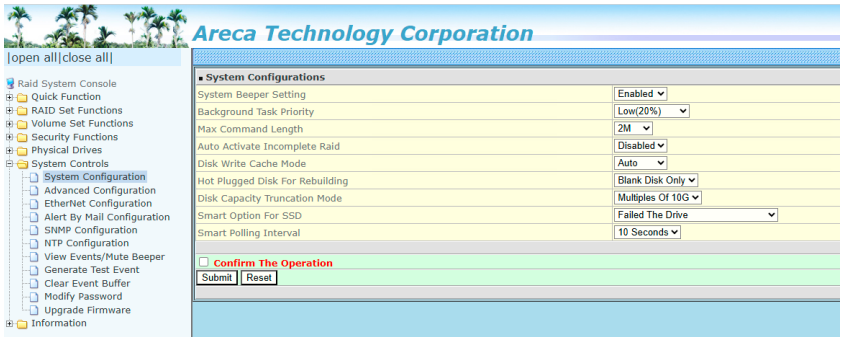 Areca Technology Corporation
|open all|close all|
Raid System Console
Quick Function
RAID Set Functions
Volume Set Functions
Security Functions
Physical Drives
System Controls
System Configuration
Advanced Configuration
EtherNet Configuration
Alert By Mail Configuration
SNMP Configuration
NTP Configuration
View Events/Mute Beeper
Generate Test Event
Clear Event Buffer
Modify Password
Upgrade Firmware
Information
System Configurations
System Beeper Setting Enabled
Background Task Priority Low(20%)
Max Command Length 2M
Auto Activate Incomplete Raid Disabled
Disk Write Cache Mode Auto
Hot Plugged Disk For Rebuilding Blank Disk Only
Disk Capacity Truncation Mode Multiples Of 10G
Smart Option For SSD Failed The Drive
Smart Polling Interval 10 Seconds
Confirm The Operation
Submit Reset